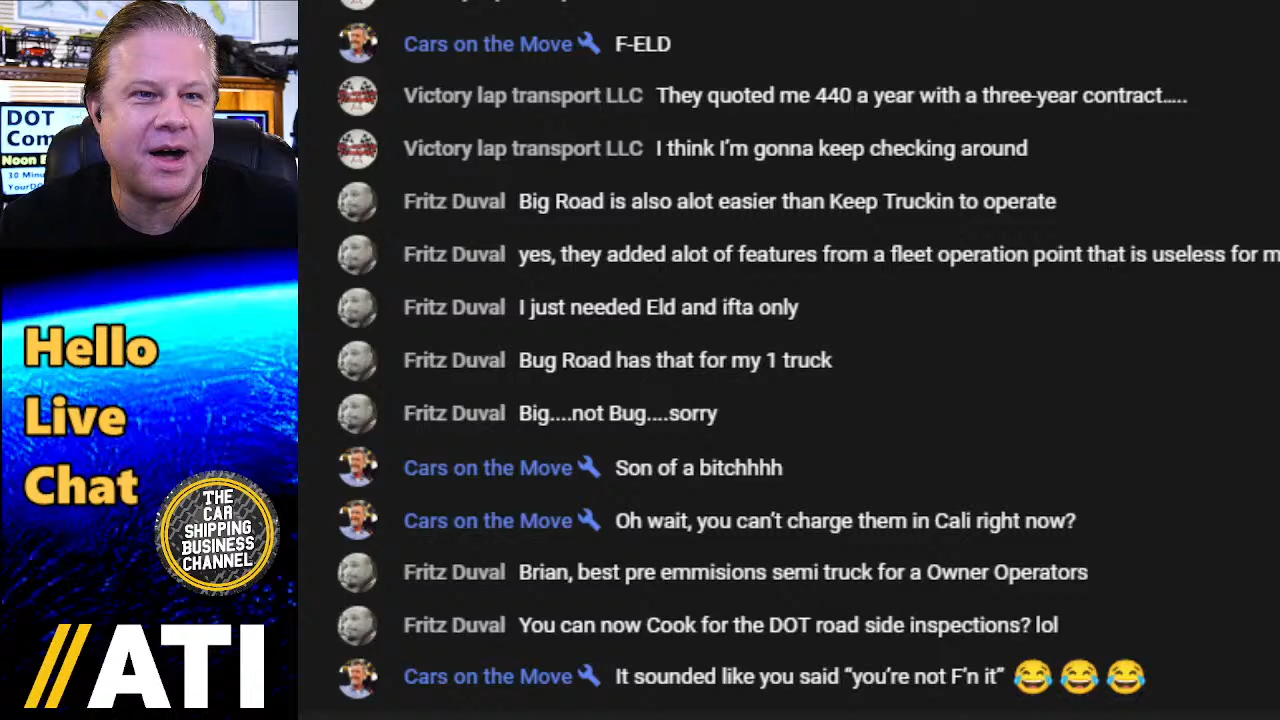 DOT
Com
Noon E
30 Minu
YourDO
Hello
Live
Chat
THE
CAR
SHIPPING
BUSINESS
CHANNEL
//ATI
Cars on the Move F-ELD
Victory lap transport LLC They quoted me 440 a year with a three-year contract.....
Victory lap transport LLC I think I'm gonna keep checking around
Fritz Duval Big Road is also alot easier than Keep Truckin to operate
Fritz Duval yes, they added alot of features from a fleet operation point that is useless for m
Fritz Duval I just needed Eld and ifta only
Fritz Duval Bug Road has that for my 1 truck
Fritz Duval Big....not Bug....sorry
Cars on the Move Son of a bitchhhh
Cars on the Move Oh wait, you can't charge them in Cali right now?
Fritz Duval Brian, best pre emmisions semi truck for a Owner Operators
Fritz Duval You can now Cook for the DOT road side inspections? lol
Cars on the Move It sounded like you said “you're not F'n it” 😂 😂 😂